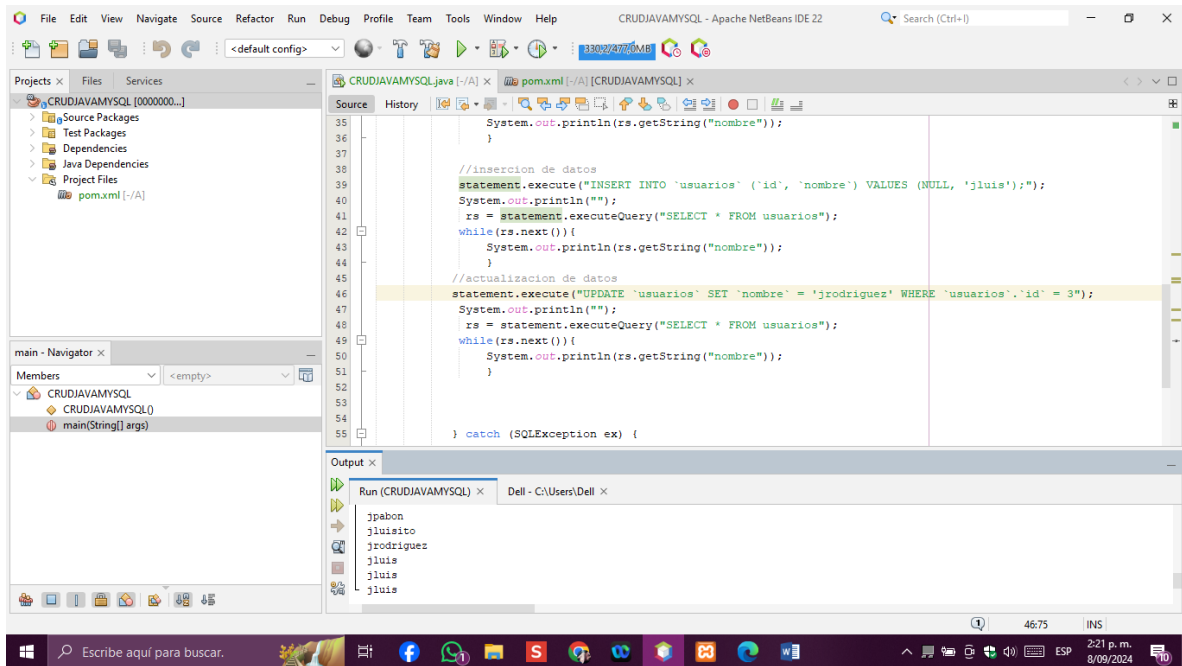 File Edit View Navigate Source Refactor Run Debug Profile Team Tools Window Help CRUDJAVAMYSQL - Apache NetBeans IDE 22 Search (Ctrl+I)
<default config> 330,2/477,0MB
Projects Files Services
CRUDJAVAMYSQL [0000000...]
Source Packages
Test Packages
Dependencies
Java Dependencies
Project Files
pom.xml [-/A]
main - Navigator
Members <empty>
CRUDJAVAMYSQL
CRUDJAVAMYSQL()
main(String[] args)
CRUDJAVAMYSQL.java [-/A] pom.xml [-/A] [CRUDJAVAMYSQL]
Source History
35 System.out.println(rs.getString("nombre"));
36 }
37
38 //insercion de datos
39 statement.execute("INSERT INTO `usuarios` (`id`, `nombre`) VALUES (NULL, 'jluis');");
40 System.out.println("");
41 rs = statement.executeQuery("SELECT * FROM usuarios");
42 while(rs.next()){
43 System.out.println(rs.getString("nombre"));
44 }
45 //actualizacion de datos
46 statement.execute("UPDATE `usuarios` SET `nombre` = 'jrodriguez' WHERE `usuarios`.`id` = 3");
47 System.out.println("");
48 rs = statement.executeQuery("SELECT * FROM usuarios");
49 while(rs.next()){
50 System.out.println(rs.getString("nombre"));
51 }
52
53
54
55 } catch (SQLException ex) {
Output
Run (CRUDJAVAMYSQL) Dell - C:\Users\Dell
jpabon
jluisito
jrodriguez
jluis
jluis
jluis
1 46:75 INS
Escribe aquí para buscar. ESP 2:21 p. m.
8/09/2024
10